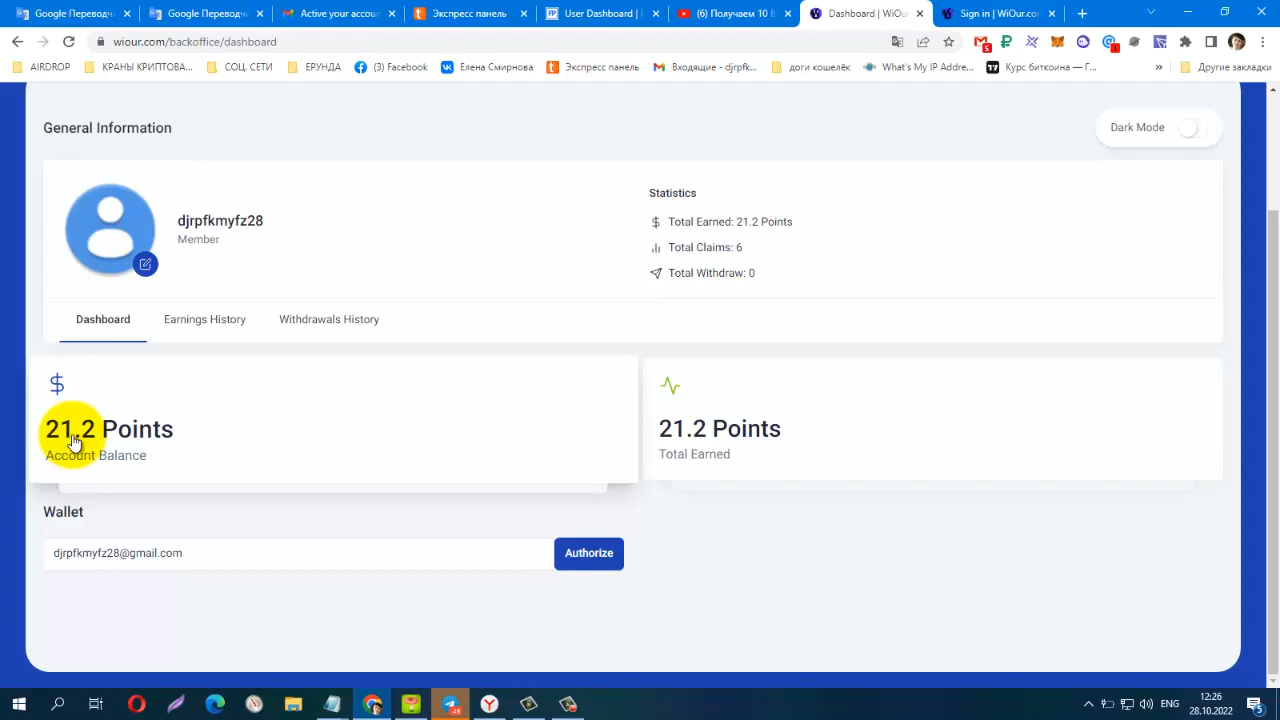 Google Переводч
Google Переводч
Active your accoun
Экспресс панель
User Dashboard |
(6) Получаем 10
Dashboard | WiOur
Sign in | WiOur.co
wiour.com/backoffice/dashboard
AIRDROP
КРАНЫ КРИПТОВА...
СОЦ. СЕТИ
ЕРУНДА
(3) Facebook
Елена Смирнова
Экспресс панель
Входящие - djrpfk...
доги кошелёк
What's My IP Addre...
Курс биткоина — Г...
»
Другие закладки
General Information
Dark Mode
djrpfkmyfz28
Member
Statistics
Total Earned: 21.2 Points
Total Claims: 6
Total Withdraw: 0
Dashboard
Earnings History
Withdrawals History
21.2 Points
Account Balance
21.2 Points
Total Earned
Wallet
djrpfkmyfz28@gmail.com
Authorize
ENG
12:26
28.10.2022